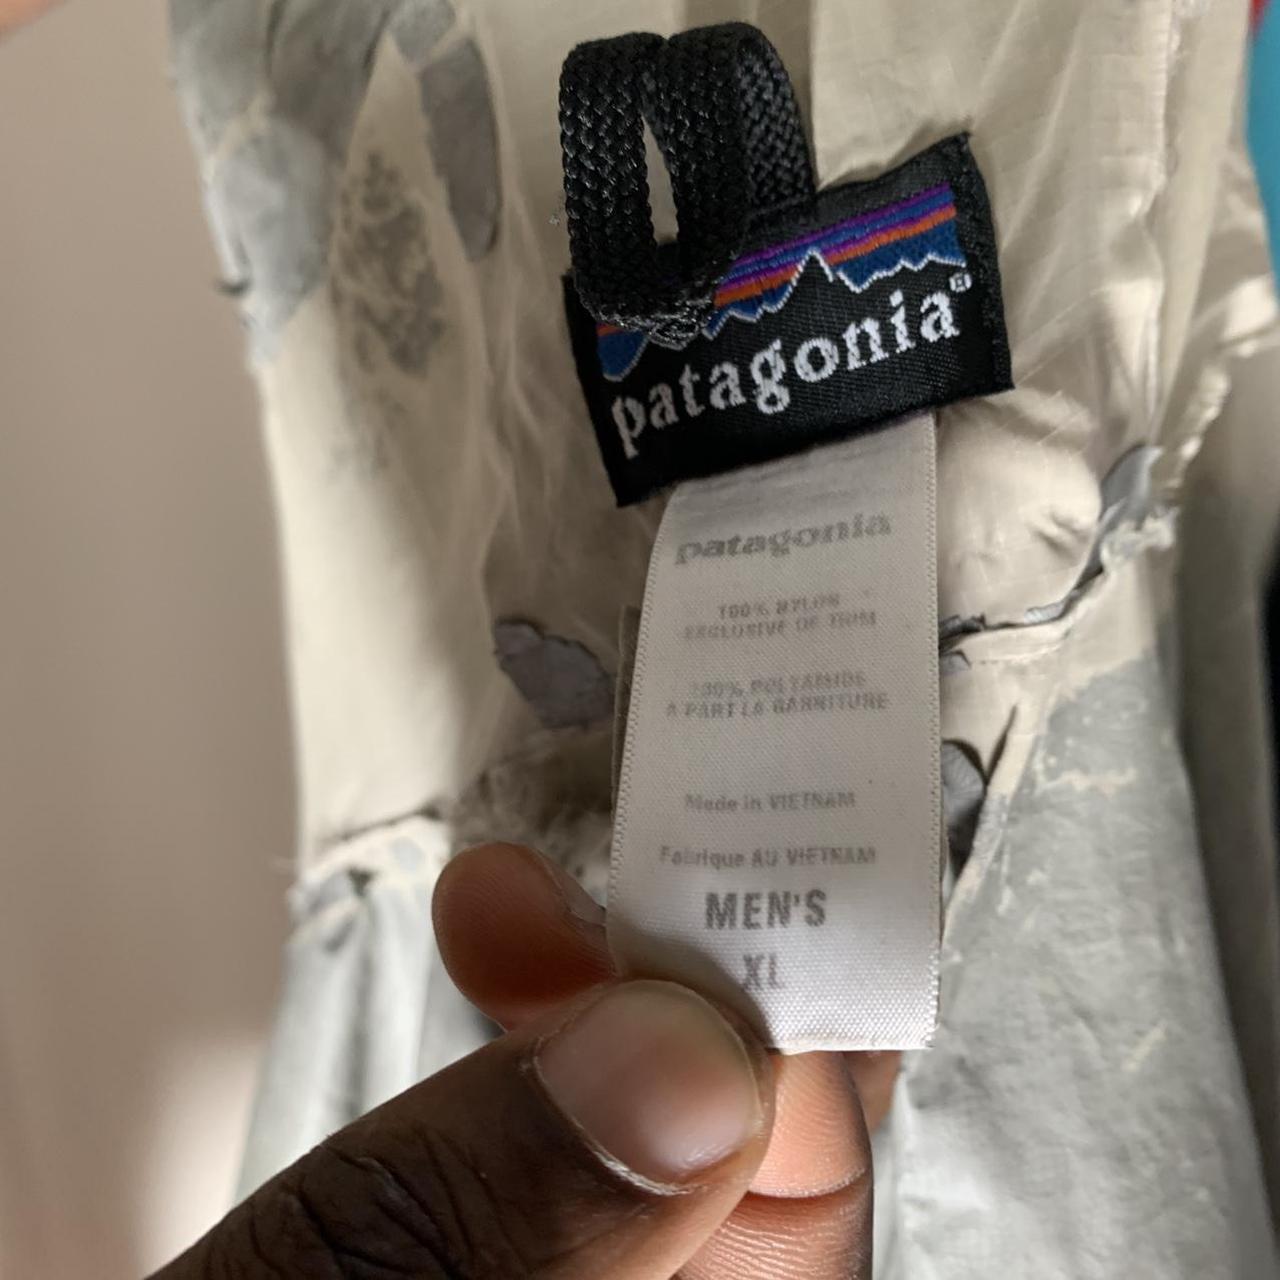 patagonia®
patagonia
100% NYLON
EXCLUSIVE OF TRIM
100% POLYAMIDE
A PART LA GARNITURE
Made in VIETNAM
Fabrique AU VIETNAM
MEN'S
XL